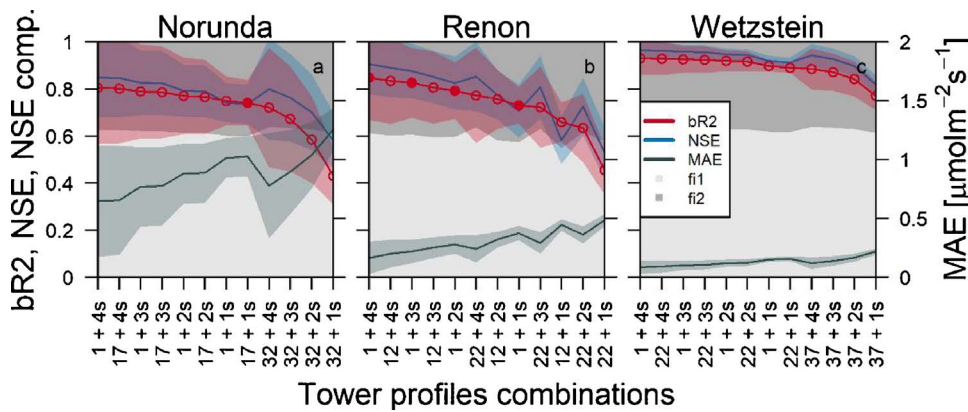 Norunda
Renon
Wetzstein
bR2, NSE, NSE comp.
1
0.8
0.6
0.4
0.2
0
a
b
c
bR2
NSE
MAE
fi1
fi2
2
1.5
1
0.5
0
MAE [μmolm⁻²s⁻¹]
1 + 4s
17 + 4s
1 + 3s
17 + 3s
1 + 2s
17 + 2s
1 + 1s
17 + 1s
32 + 4s
32 + 3s
32 + 2s
32 + 1s
1 + 4s
12 + 4s
1 + 3s
12 + 3s
1 + 2s
22 + 4s
12 + 2s
1 + 1s
22 + 3s
12 + 1s
22 + 2s
22 + 1s
1 + 4s
22 + 4s
1 + 3s
22 + 3s
1 + 2s
22 + 2s
1 + 1s
22 + 1s
37 + 4s
37 + 3s
37 + 2s
37 + 1s
Tower profiles combinations